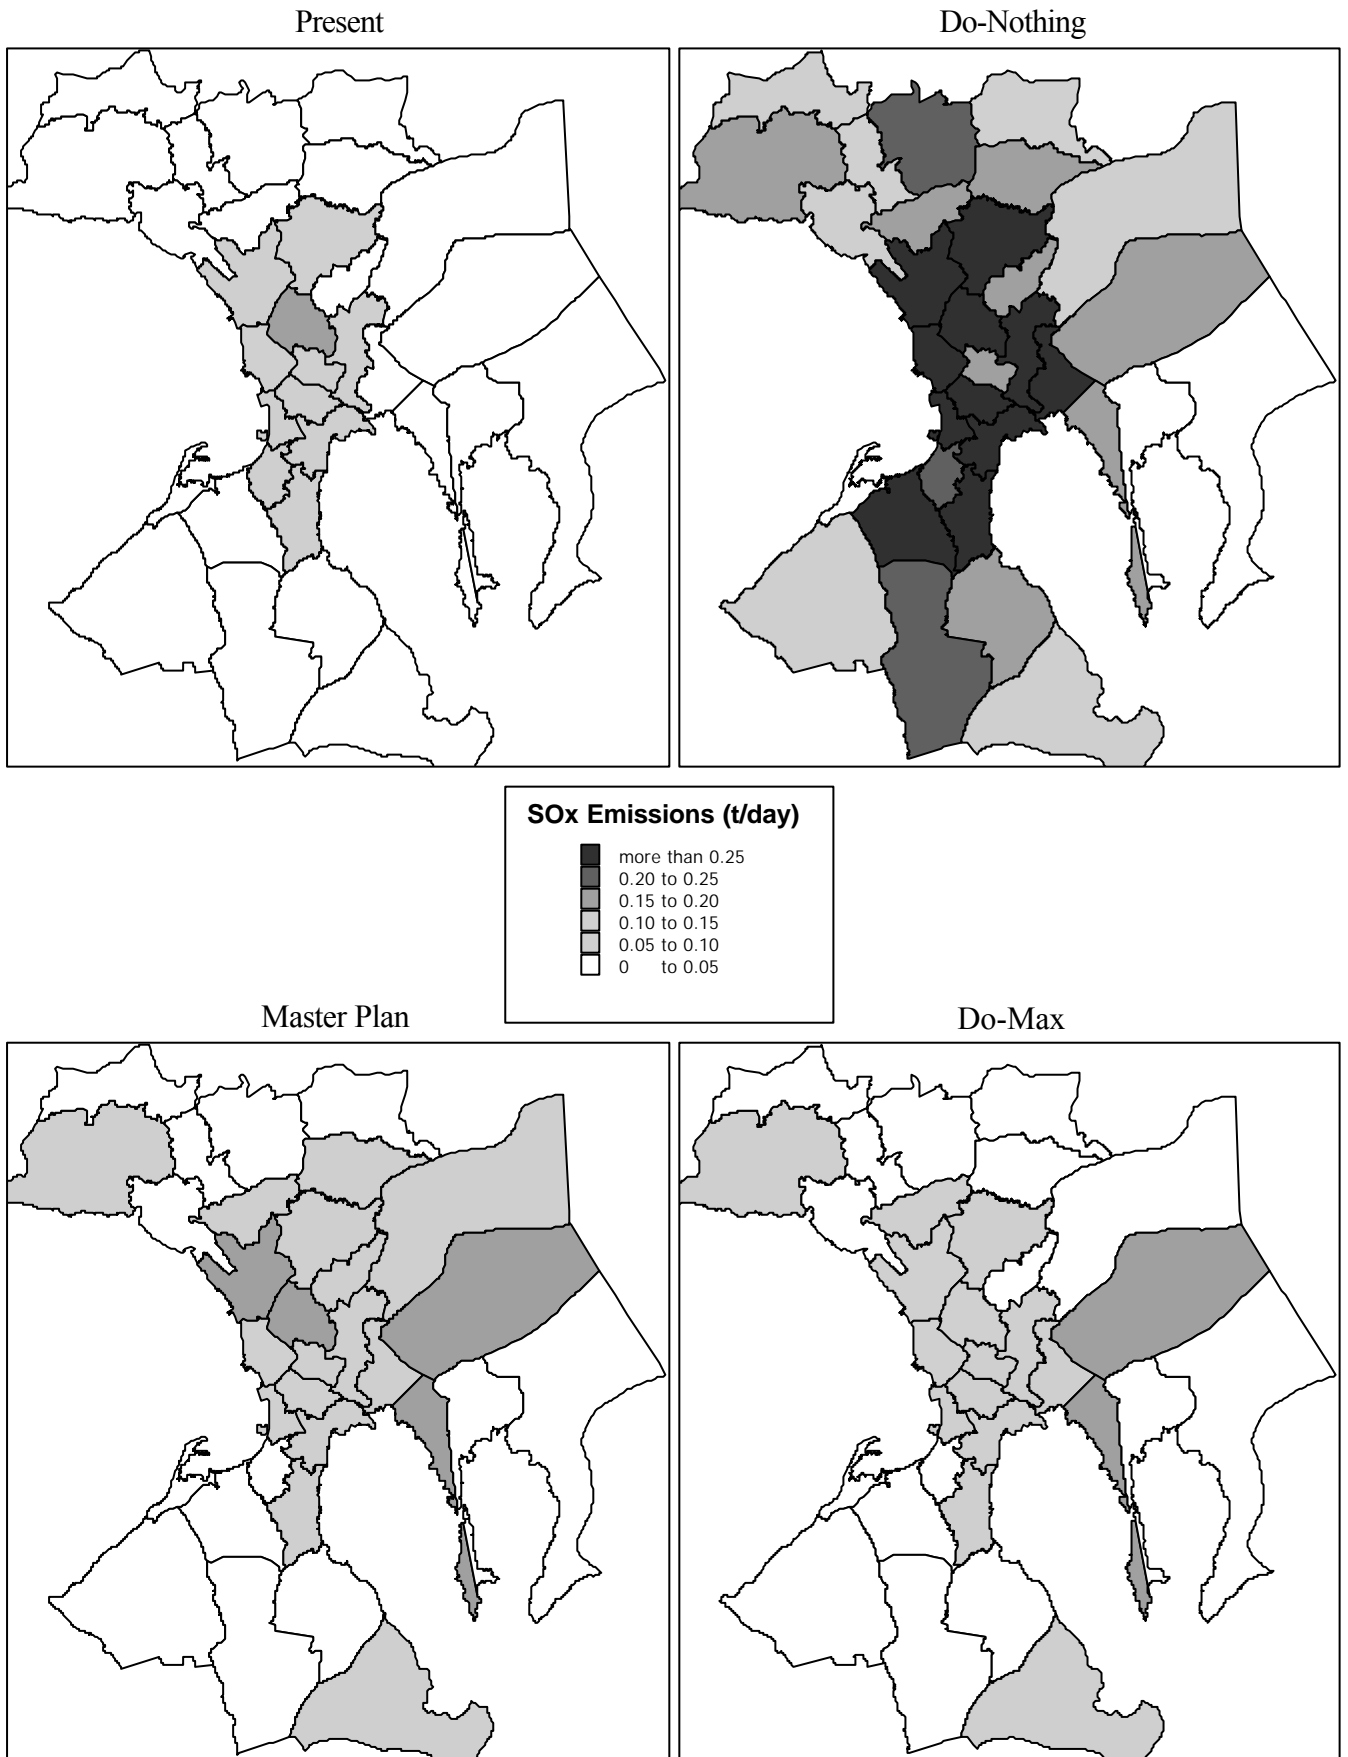 Present
Do-Nothing
SOx Emissions (t/day)
more than 0.25
0.20 to 0.25
0.15 to 0.20
0.10 to 0.15
0.05 to 0.10
0 to 0.05
Master Plan
Do-Max